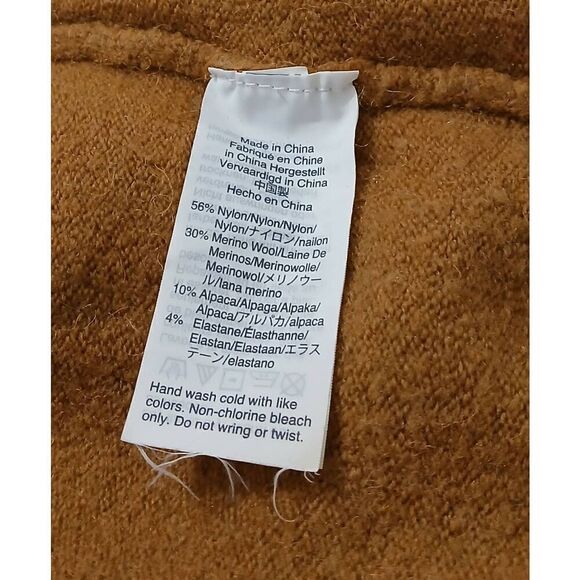 Made in China
Fabriqué en Chine
in China Hergestellt
Vervaardigd in China
中国製
Hecho en China
56% Nylon/Nylon/Nylon/
Nylon/ナイロン/nailon
30% Merino Wool/Laine De
Merinos/Merinowolle/
Merinowol/メリノウー
ル/lana merino
10% Alpaca/Alpaga/Alpaka/
Alpaca/アルパカ/alpaca
4% Elastane/Élasthanne/
Elastan/Elastaan/エラス
テーン/elastano
Hand wash cold with like
colors. Non-chlorine bleach
only. Do not wring or twist.